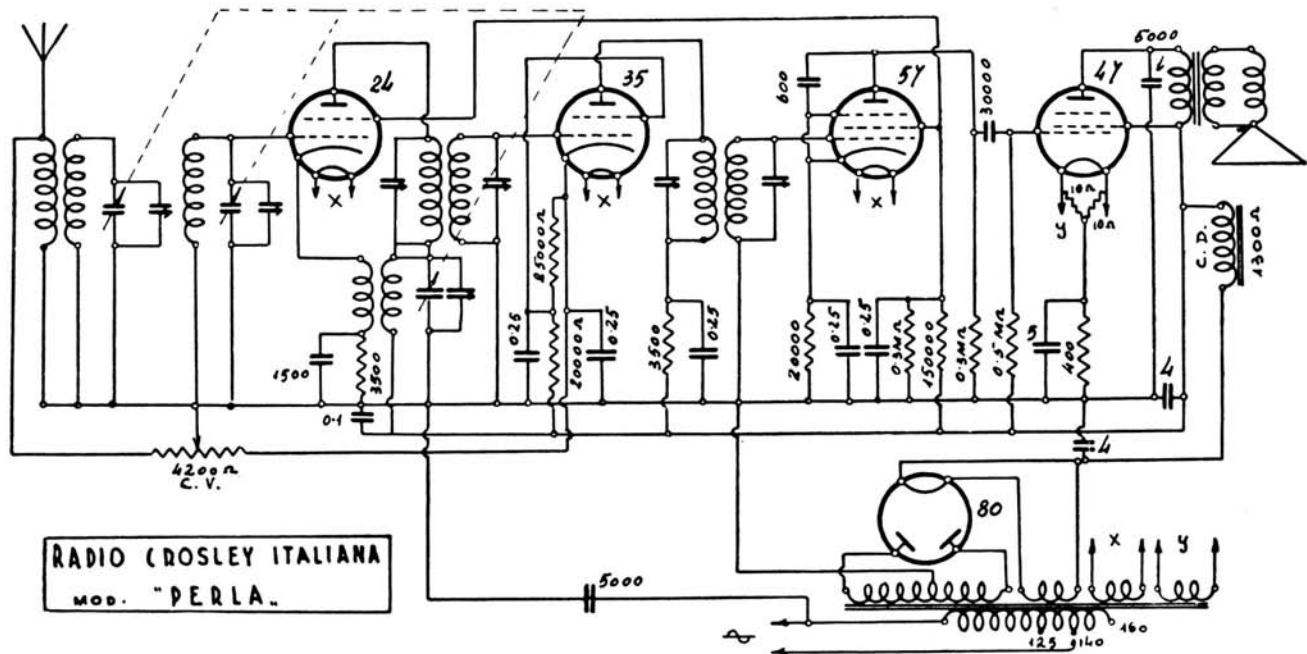 24
35
57
47
5000
600
30000
X
X
X
10Ω
10Ω
y
C.D.
1300Ω
25000Ω
0.25
20000Ω
0.25
3500
0.25
20000
0.25
0.25
0.3MΩ
150000
0.3MΩ
0.5MΩ
5
400
4
1500
3500
0.1
4
4200Ω
C.V.
80
RADIO CROSLEY ITALIANA
MOD. "PERLA"
5000
X
y
125
140
160